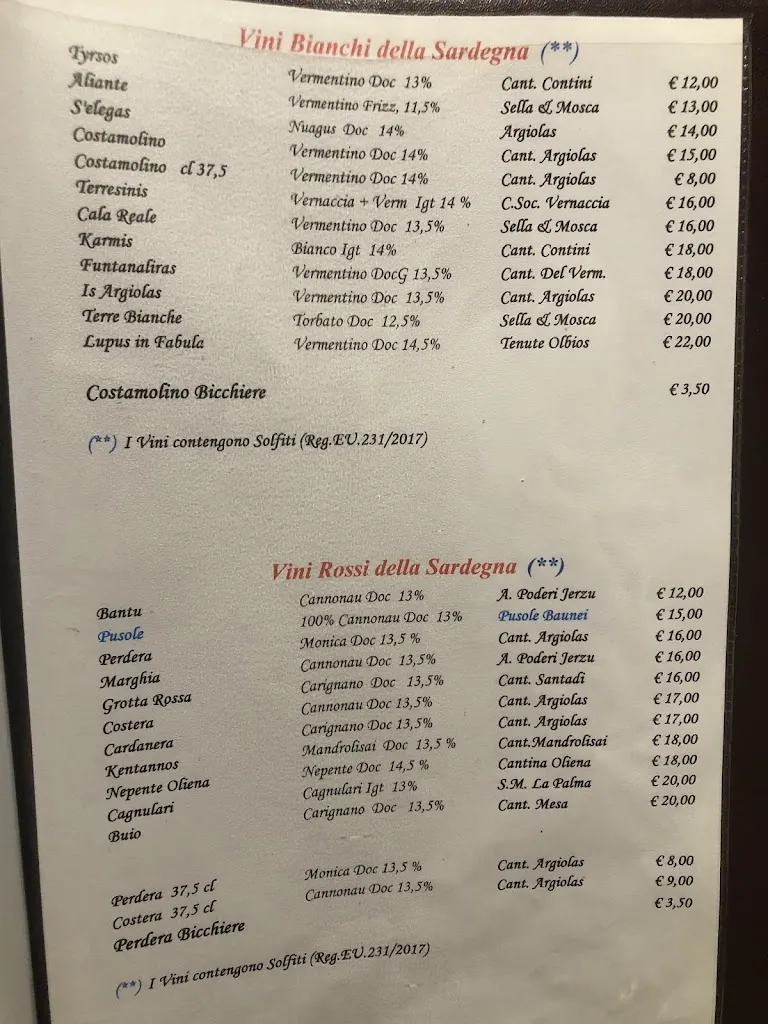 Vini Bianchi della Sardegna (**)
Tyrsos Vermentino Doc 13% Cant. Contini € 12,00
Aliante Vermentino Frizz, 11,5% Sella & Mosca € 13,00
S'elegas Nuagus Doc 14% Argiolas € 14,00
Costamolino Vermentino Doc 14% Cant. Argiolas € 15,00
Costamolino cl 37,5 Vermentino Doc 14% Cant. Argiolas € 8,00
Terresinis Vernaccia + Verm Igt 14 % C.Soc. Vernaccia € 16,00
Cala Reale Vermentino Doc 13,5% Sella & Mosca € 16,00
Karmis Bianco Igt 14% Cant. Contini € 18,00
Funtanaliras Vermentino DocG 13,5% Cant. Del Verm. € 18,00
Is Argiolas Vermentino Doc 13,5% Cant. Argiolas € 20,00
Terre Bianche Torbato Doc 12,5% Sella & Mosca € 20,00
Lupus in Fabula Vermentino Doc 14,5% Tenute Olbios € 22,00
Costamolino Bicchiere € 3,50
(**) I Vini contengono Solfiti (Reg.EU.231/2017)
Vini Rossi della Sardegna (**)
Bantu Cannonau Doc 13% A. Poderi Jerzu € 12,00
Pusole 100% Cannonau Doc 13% Pusole Baunei € 15,00
Perdera Monica Doc 13,5 % Cant. Argiolas € 16,00
Marghia Cannonau Doc 13,5% A. Poderi Jerzu € 16,00
Grotta Rossa Carignano Doc 13,5% Cant. Santadi € 16,00
Costera Cannonau Doc 13,5% Cant. Argiolas € 17,00
Cardanera Carignano Doc 13,5% Cant. Argiolas € 17,00
Kentannos Mandrolisai Doc 13,5 % Cant.Mandrolisai € 18,00
Nepente Oliena Nepente Doc 14,5 % Cantina Oliena € 18,00
Cagnulari Cagnulari Igt 13% S.M. La Palma € 20,00
Buio Carignano Doc 13,5% Cant. Mesa € 20,00
Perdera 37,5 cl Monica Doc 13,5 % Cant. Argiolas € 8,00
Costera 37,5 cl Cannonau Doc 13,5% Cant. Argiolas € 9,00
Perdera Bicchiere € 3,50
(**) I Vini contengono Solfiti (Reg.EU.231/2017)